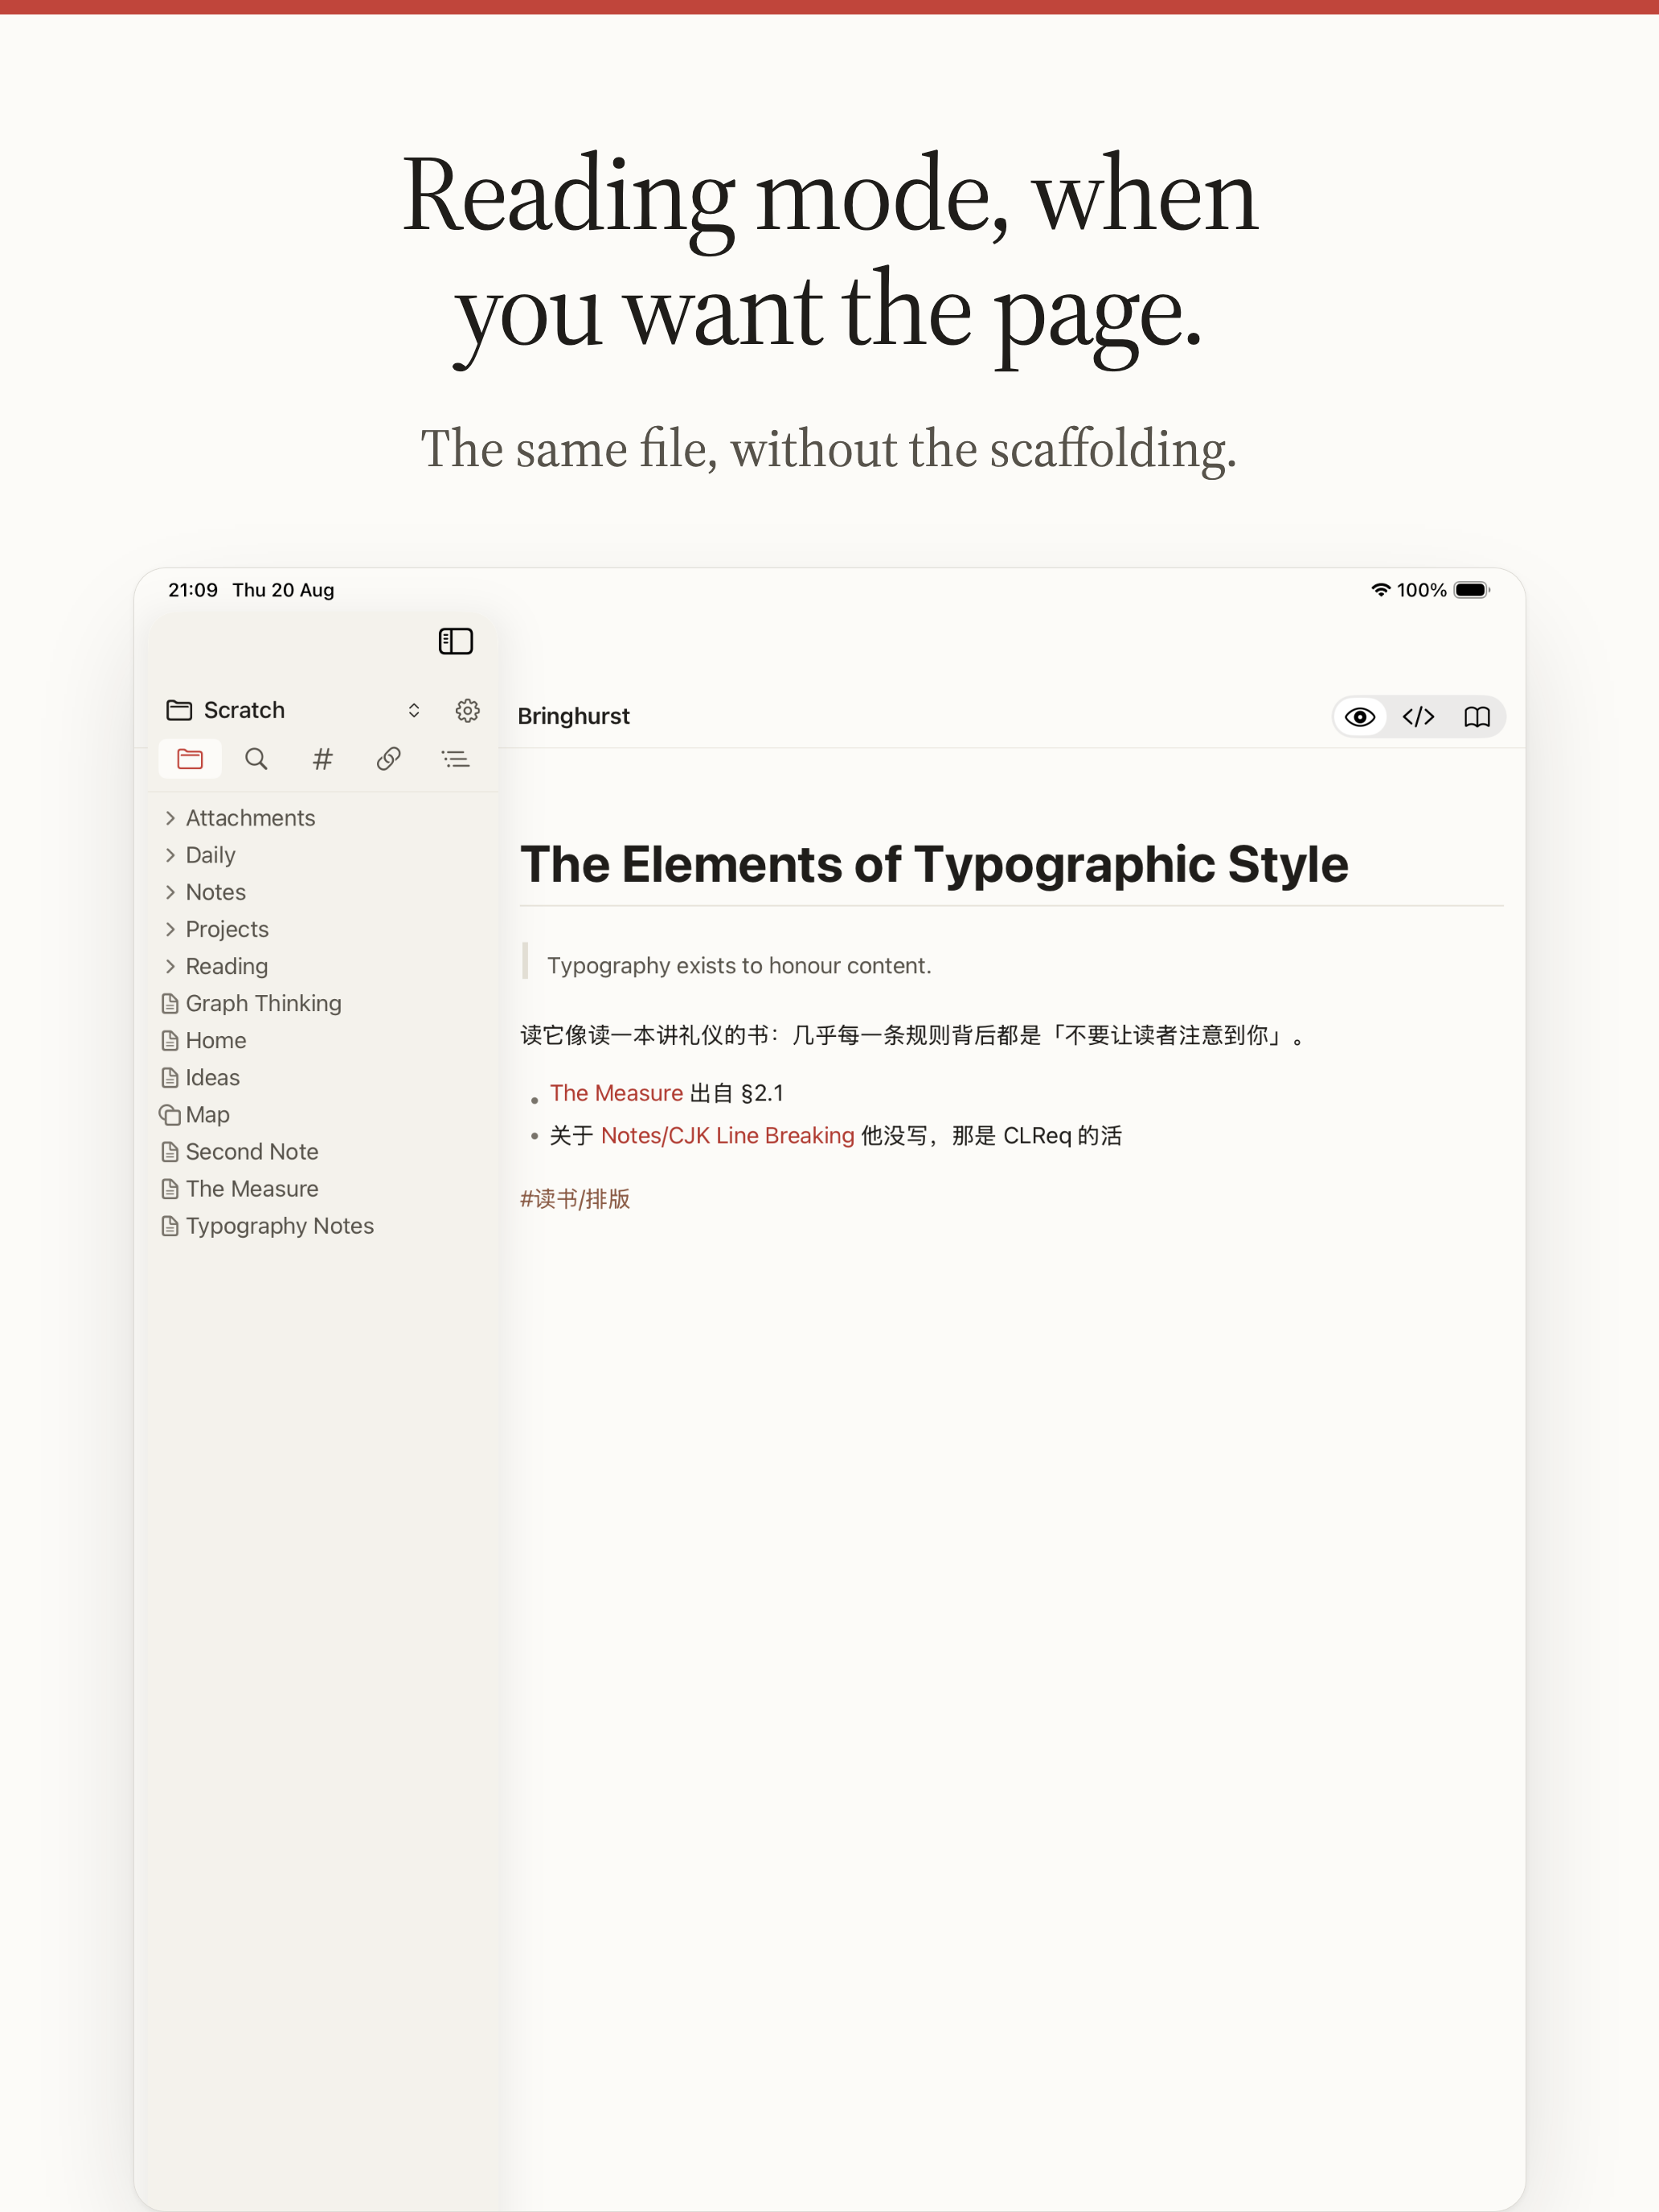 Reading mode, when
you want the page.
The same file, without the scaffolding.
21:09 Thu 20 Aug
100%
Scratch
Bringhurst
Attachments
Daily
Notes
Projects
Reading
Graph Thinking
Home
Ideas
Map
Second Note
The Measure
Typography Notes
The Elements of Typographic Style
Typography exists to honour content.
读它像读一本讲礼仪的书：几乎每一条规则背后都是「不要让读者注意到你」。
The Measure 出自 §2.1
关于 Notes/CJK Line Breaking 他没写，那是 CLReq 的活
#读书/排版